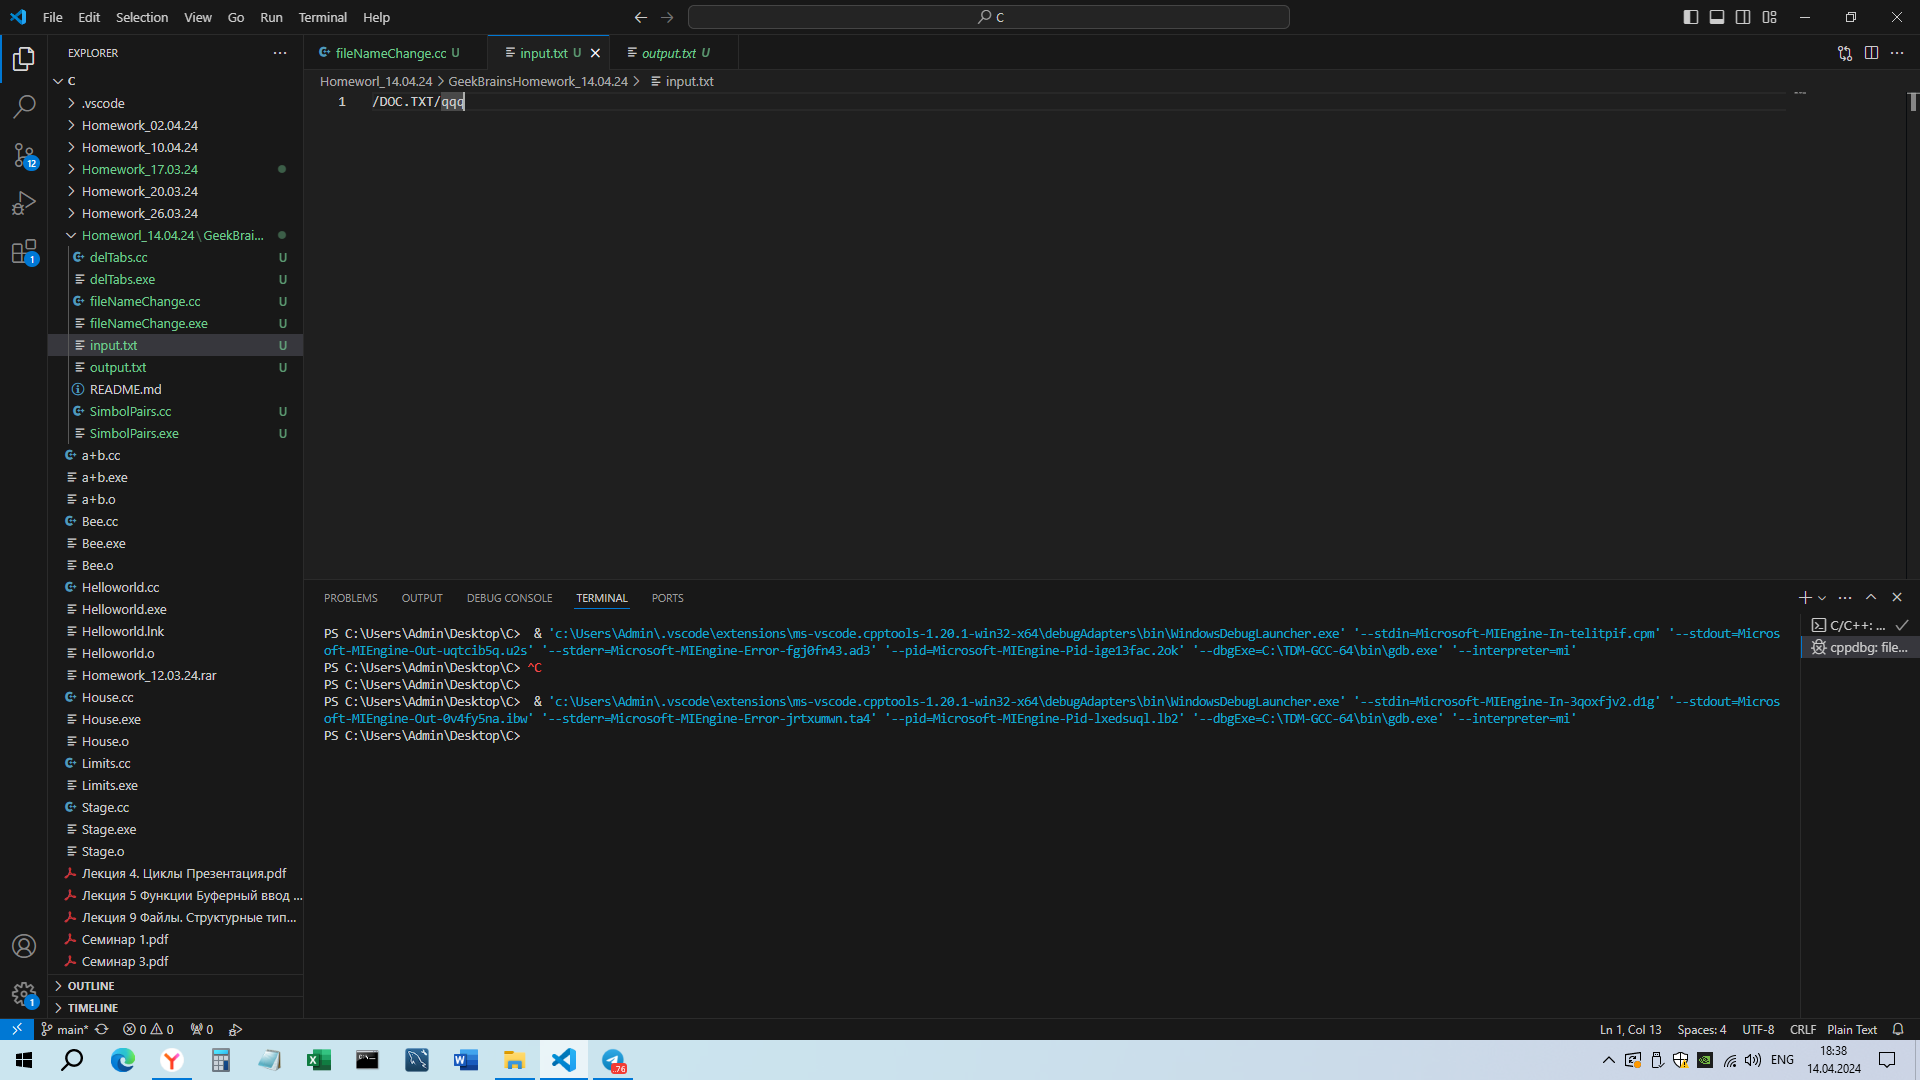 File Edit Selection View Go Run Terminal Help
C
EXPLORER
fileNameChange.cc U
input.txt U
output.txt U
Homeworl_14.04.24 > GeekBrainsHomework_14.04.24 > input.txt
1 /DOC.TXT/qqq
C
.vscode
Homework_02.04.24
Homework_10.04.24
Homework_17.03.24
Homework_20.03.24
Homework_26.03.24
Homeworl_14.04.24 \ GeekBrai...
delTabs.cc U
delTabs.exe U
fileNameChange.cc U
fileNameChange.exe U
input.txt U
output.txt U
README.md
SimbolPairs.cc U
SimbolPairs.exe U
a+b.cc
a+b.exe
a+b.o
Bee.cc
Bee.exe
Bee.o
Helloworld.cc
Helloworld.exe
Helloworld.lnk
Helloworld.o
Homework_12.03.24.rar
House.cc
House.exe
House.o
Limits.cc
Limits.exe
Stage.cc
Stage.exe
Stage.o
Лекция 4. Циклы Презентация.pdf
Лекция 5 Функции Буферный ввод ...
Лекция 9 Файлы. Структурные тип...
Семинар 1.pdf
Семинар 3.pdf
OUTLINE
TIMELINE
12
1
1
PROBLEMS OUTPUT DEBUG CONSOLE TERMINAL PORTS
PS C:\Users\Admin\Desktop\C> & 'c:\Users\Admin\.vscode\extensions\ms-vscode.cpptools-1.20.1-win32-x64\debugAdapters\bin\WindowsDebugLauncher.exe' '--stdin=Microsoft-MIEngine-In-telitpif.cpm' '--stdout=Micros
oft-MIEngine-Out-uqtcib5q.u2s' '--stderr=Microsoft-MIEngine-Error-fgj0fn43.ad3' '--pid=Microsoft-MIEngine-Pid-ige13fac.2ok' '--dbgExe=C:\TDM-GCC-64\bin\gdb.exe' '--interpreter=mi'
PS C:\Users\Admin\Desktop\C> ^C
PS C:\Users\Admin\Desktop\C>
PS C:\Users\Admin\Desktop\C> & 'c:\Users\Admin\.vscode\extensions\ms-vscode.cpptools-1.20.1-win32-x64\debugAdapters\bin\WindowsDebugLauncher.exe' '--stdin=Microsoft-MIEngine-In-3qoxfjv2.d1g' '--stdout=Micros
oft-MIEngine-Out-0v4fy5na.ibw' '--stderr=Microsoft-MIEngine-Error-jrtxumwn.ta4' '--pid=Microsoft-MIEngine-Pid-lxedsuql.lb2' '--dbgExe=C:\TDM-GCC-64\bin\gdb.exe' '--interpreter=mi'
PS C:\Users\Admin\Desktop\C>
C/C++: ...
cppdbg: file...
main* 0 0 0
Ln 1, Col 13 Spaces: 4 UTF-8 CRLF Plain Text
76
ENG
18:38
14.04.2024